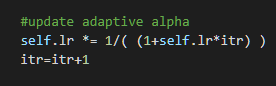 #update adaptive alpha
self.lr *= 1/( (1+self.lr*itr) )
itr=itr+1